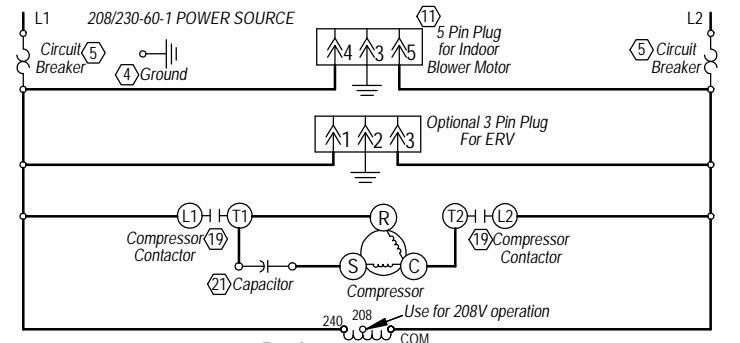 L1 208/230-60-1 POWER SOURCE 11 L2
5 Pin Plug
for Indoor
Blower Motor
Circuit 5
Breaker
4 Ground
4 3 5
5 Circuit
Breaker
Optional 3 Pin Plug
For ERV
1 2 3
L1 T1 R T2 L2
Compressor 19
Contactor
19 Compressor
Contactor
S C
21 Capacitor
Compressor
Use for 208V operation
240 208
COM